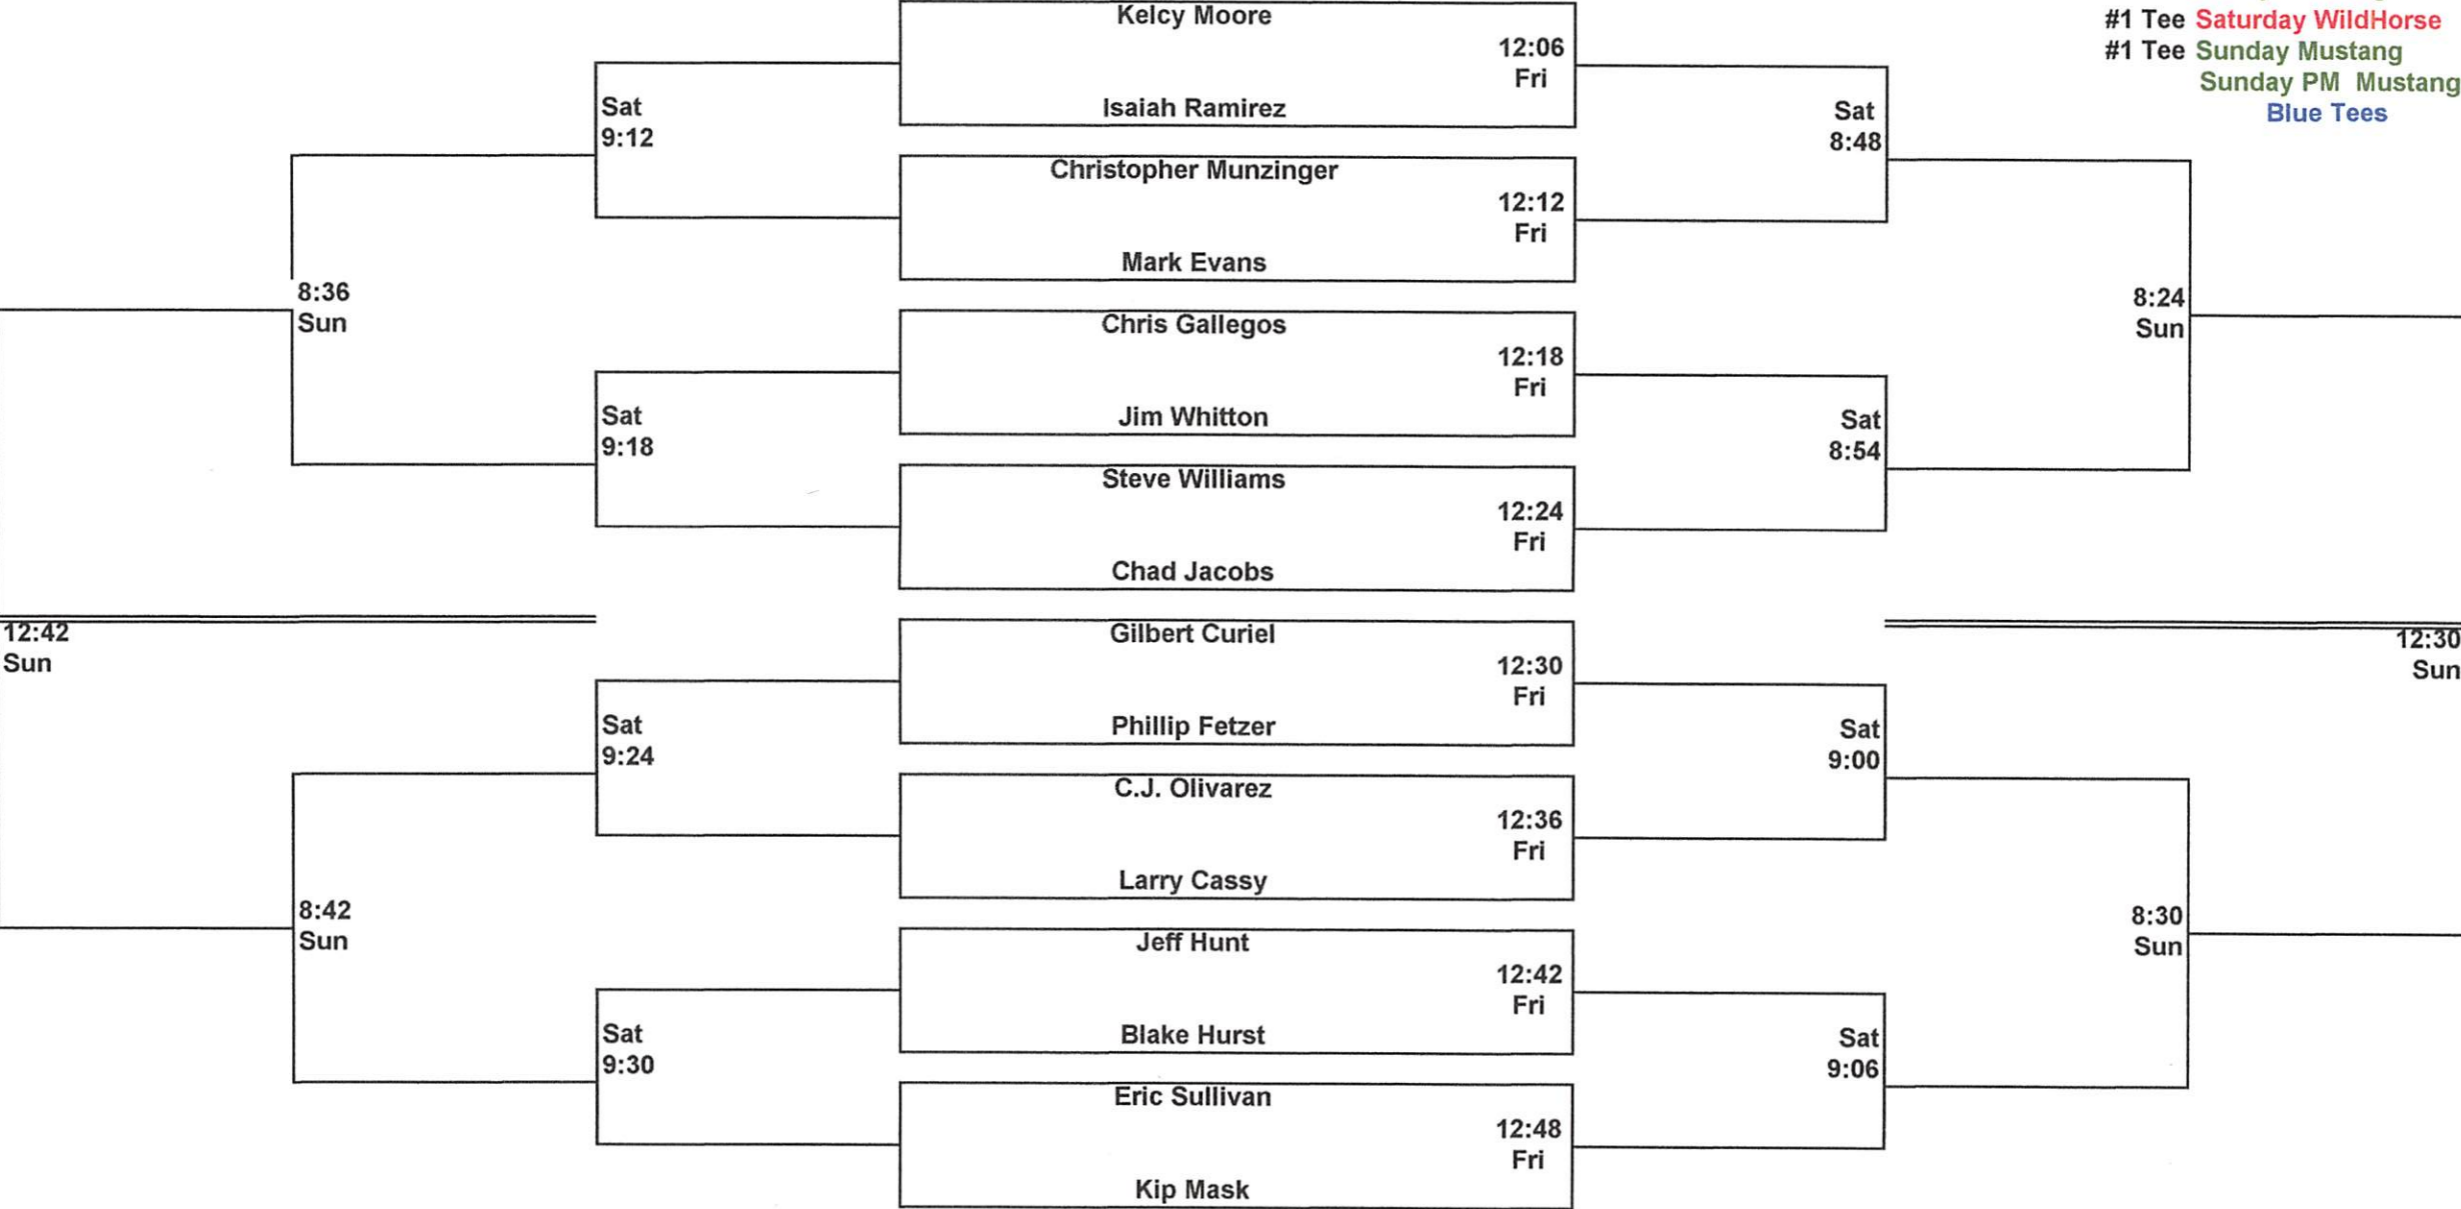 Kelcy Moore
12:06
Fri
Isaiah Ramirez
#1 Tee Saturday WildHorse
#1 Tee Sunday Mustang
Sunday PM Mustang
Blue Tees
Sat
9:12
Sat
8:48
Christopher Munzinger
12:12
Fri
Mark Evans
8:36
Sun
8:24
Sun
Chris Gallegos
12:18
Fri
Jim Whitton
Sat
9:18
Sat
8:54
Steve Williams
12:24
Fri
Chad Jacobs
12:42
Sun
12:30
Sun
Gilbert Curiel
12:30
Fri
Phillip Fetzer
Sat
9:24
Sat
9:00
C.J. Olivarez
12:36
Fri
Larry Cassy
8:42
Sun
8:30
Sun
Jeff Hunt
12:42
Fri
Blake Hurst
Sat
9:30
Sat
9:06
Eric Sullivan
12:48
Fri
Kip Mask